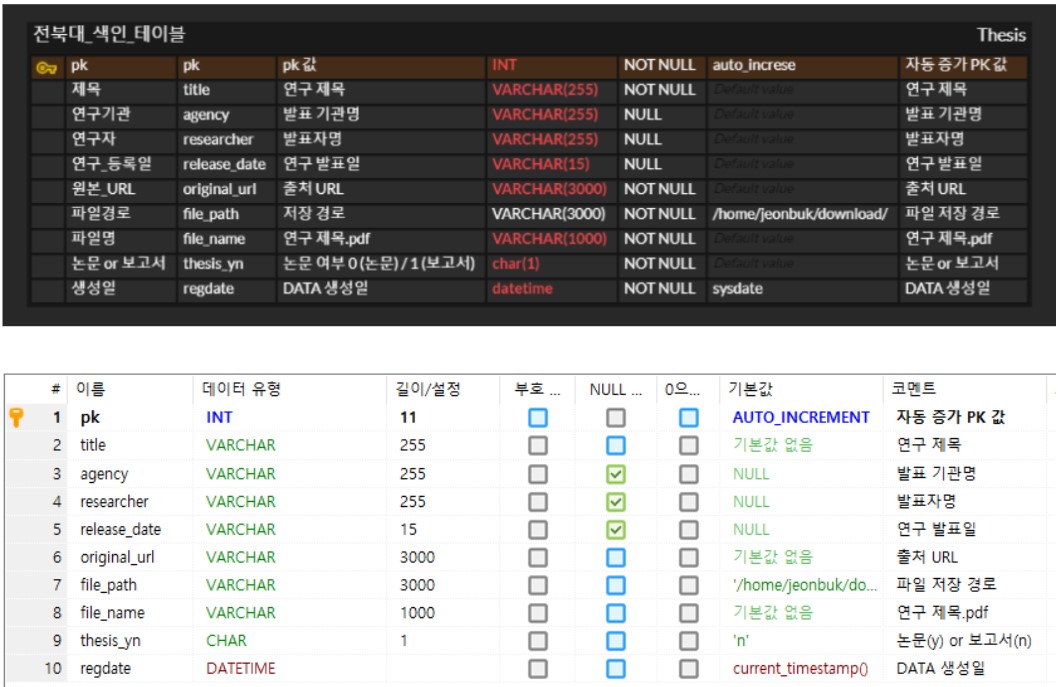 전북대_색인_테이블 Thesis
pk pk pk 값 INT NOT NULL auto_increse 자동 증가 PK 값
제목 title 연구 제목 VARCHAR(255) NOT NULL Default value 연구 제목
연구기관 agency 발표 기관명 VARCHAR(255) NULL Default value 발표 기관명
연구자 researcher 발표자명 VARCHAR(255) NULL Default value 발표자명
연구_등록일 release_date 연구 발표일 VARCHAR(15) NULL Default value 연구 발표일
원본_URL original_url 출처 URL VARCHAR(3000) NOT NULL Default value 출처 URL
파일경로 file_path 저장 경로 VARCHAR(3000) NOT NULL /home/jeonbuk/download/ 파일 저장 경로
파일명 file_name 연구 제목.pdf VARCHAR(1000) NOT NULL Default value 연구 제목.pdf
논문 or 보고서 thesis_yn 논문 여부 0 (논문) / 1 (보고서) char(1) NOT NULL Default value 논문 or 보고서
생성일 regdate DATA 생성일 datetime NOT NULL sysdate DATA 생성일
# 이름 데이터 유형 길이/설정 부호 ... NULL ... 0으... 기본값 코멘트
1 pk INT 11 AUTO_INCREMENT 자동 증가 PK 값
2 title VARCHAR 255 기본값 없음 연구 제목
3 agency VARCHAR 255 NULL 발표 기관명
4 researcher VARCHAR 255 NULL 발표자명
5 release_date VARCHAR 15 NULL 연구 발표일
6 original_url VARCHAR 3000 기본값 없음 출처 URL
7 file_path VARCHAR 3000 '/home/jeonbuk/do... 파일 저장 경로
8 file_name VARCHAR 1000 기본값 없음 연구 제목.pdf
9 thesis_yn CHAR 1 'n' 논문(y) or 보고서(n)
10 regdate DATETIME current_timestamp() DATA 생성일